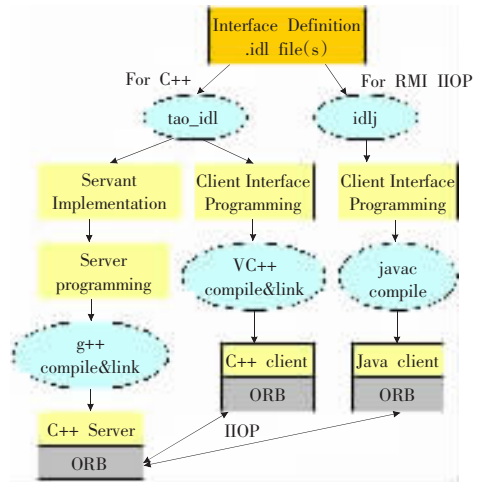 Interface Definition
.idl file(s)
For C++
For RMI IIOP
tao_idl
idlj
Servant
Implementation
Client Interface
Programming
Client Interface
Programming
Server
programming
VC++
compile&link
javac
compile
g++
compile&link
C++ client
ORB
Java client
ORB
C++ Server
ORB
IIOP